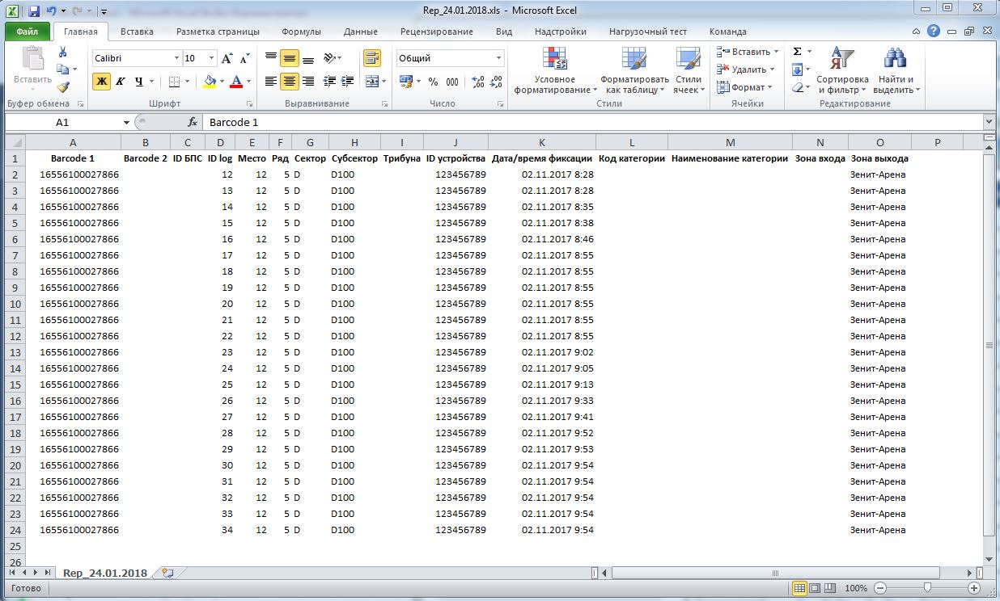 Rep_24.01.2018.xls - Microsoft Excel
Файл Главная Вставка Разметка страницы Формулы Данные Рецензирование Вид Надстройки Нагрузочный тест Команда
Вставить
Буфер обмена
Calibri 10
Ж К Ч
Шрифт
Выравнивание
Общий
% 000
Число
Условное форматирование
Форматировать как таблицу
Стили ячеек
Стили
Вставить
Удалить
Формат
Ячейки
Σ
Сортировка и фильтр
Найти и выделить
Редактирование
A1 fx Barcode 1
A B C D E F G H I J K L M N O P
1 Barcode 1 Barcode 2 ID БПС ID log Место Ряд Сектор Субсектор Трибуна ID устройства Дата/время фиксации Код категории Наименование категории Зона входа Зона выхода
2 16556100027866 12 12 5 D D100 123456789 02.11.2017 8:28 Зенит-Арена
3 16556100027866 13 12 5 D D100 123456789 02.11.2017 8:28 Зенит-Арена
4 16556100027866 14 12 5 D D100 123456789 02.11.2017 8:35 Зенит-Арена
5 16556100027866 15 12 5 D D100 123456789 02.11.2017 8:38 Зенит-Арена
6 16556100027866 16 12 5 D D100 123456789 02.11.2017 8:46 Зенит-Арена
7 16556100027866 17 12 5 D D100 123456789 02.11.2017 8:55 Зенит-Арена
8 16556100027866 18 12 5 D D100 123456789 02.11.2017 8:55 Зенит-Арена
9 16556100027866 19 12 5 D D100 123456789 02.11.2017 8:55 Зенит-Арена
10 16556100027866 20 12 5 D D100 123456789 02.11.2017 8:55 Зенит-Арена
11 16556100027866 21 12 5 D D100 123456789 02.11.2017 8:55 Зенит-Арена
12 16556100027866 22 12 5 D D100 123456789 02.11.2017 8:55 Зенит-Арена
13 16556100027866 23 12 5 D D100 123456789 02.11.2017 9:02 Зенит-Арена
14 16556100027866 24 12 5 D D100 123456789 02.11.2017 9:05 Зенит-Арена
15 16556100027866 25 12 5 D D100 123456789 02.11.2017 9:13 Зенит-Арена
16 16556100027866 26 12 5 D D100 123456789 02.11.2017 9:33 Зенит-Арена
17 16556100027866 27 12 5 D D100 123456789 02.11.2017 9:41 Зенит-Арена
18 16556100027866 28 12 5 D D100 123456789 02.11.2017 9:52 Зенит-Арена
19 16556100027866 29 12 5 D D100 123456789 02.11.2017 9:53 Зенит-Арена
20 16556100027866 30 12 5 D D100 123456789 02.11.2017 9:54 Зенит-Арена
21 16556100027866 31 12 5 D D100 123456789 02.11.2017 9:54 Зенит-Арена
22 16556100027866 32 12 5 D D100 123456789 02.11.2017 9:54 Зенит-Арена
23 16556100027866 33 12 5 D D100 123456789 02.11.2017 9:54 Зенит-Арена
24 16556100027866 34 12 5 D D100 123456789 02.11.2017 9:54 Зенит-Арена
25
26
Rep_24.01.2018
Готово 100%